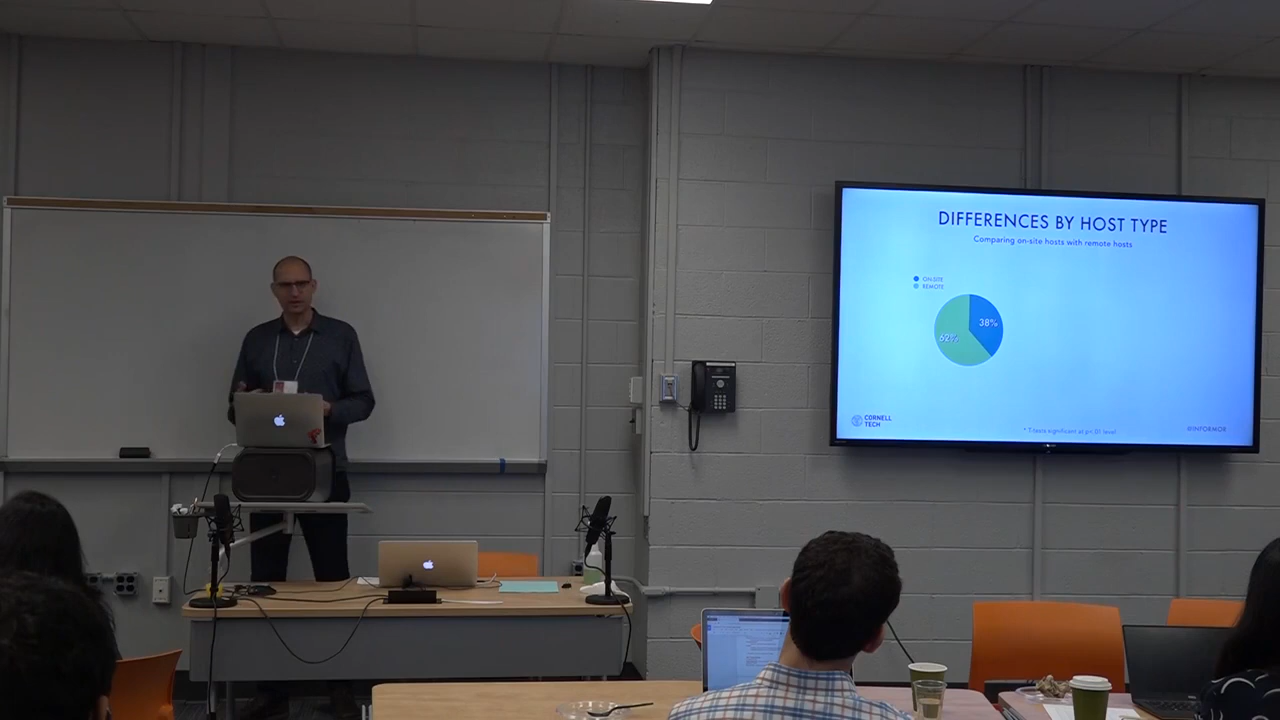 DIFFERENCES BY HOST TYPE
Comparing on-site hosts with remote hosts
ON-SITE
REMOTE
38%
62%
CORNELL
TECH
@INFORMOR